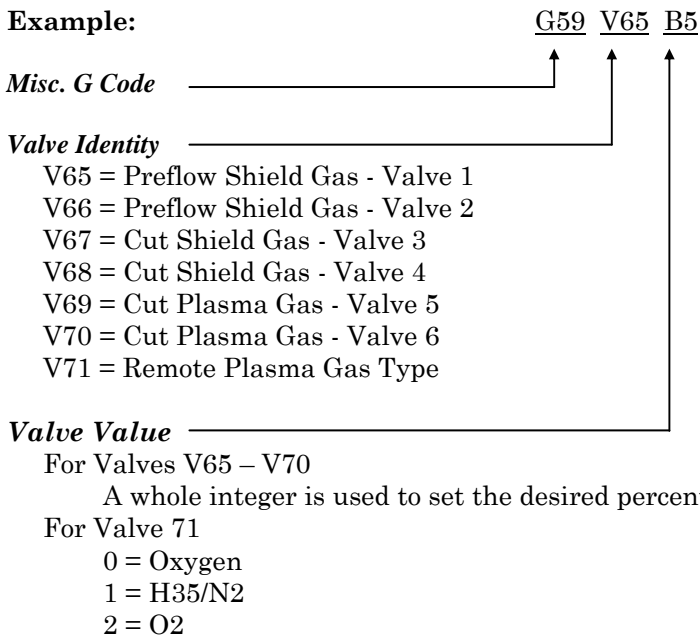 Example: G59 V65 B5
Misc. G Code
Valve Identity
V65 = Preflow Shield Gas - Valve 1
V66 = Preflow Shield Gas - Valve 2
V67 = Cut Shield Gas - Valve 3
V68 = Cut Shield Gas - Valve 4
V69 = Cut Plasma Gas - Valve 5
V70 = Cut Plasma Gas - Valve 6
V71 = Remote Plasma Gas Type
Valve Value
For Valves V65 – V70
A whole integer is used to set the desired
For Valve 71
0 = Oxygen
1 = H35/N2
2 = O2